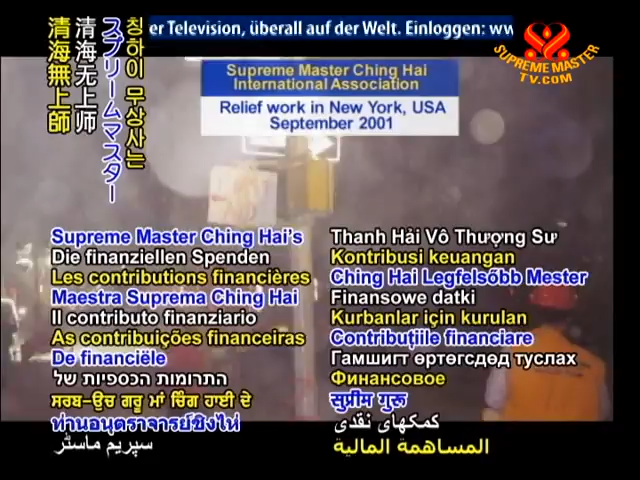 er Television, überall auf der Welt. Einloggen: ww
SUPREME MASTER
TV.COM
칭하이 무상사는
スプリームマスター
清海无上师
清海無上師
Supreme Master Ching Hai
International Association
Relief work in New York, USA
September 2001
Supreme Master Ching Hai's
Die finanziellen Spenden
Les contributions financières
Maestra Suprema Ching Hai
Il contributo finanziario
As contribuições financeiras
De financiële
התרומות הכספיות של
ਸਰਬ-ਉਚ ਗਰੂ ਮਾਂ ਚਿੰਗ ਹਾਈ ਦੇ
ท่านอนุตราจารย์ชิงไห่
سپریم ماسٹر
Thanh Hải Vô Thượng Sư
Kontribusi keuangan
Ching Hai Legfelsőbb Mester
Finansowe datki
Kurbanlar için kurulan
Contribuțiile financiare
Гамшигт өртөгсдөд туслах
Финансовое
सुप्रीम गुरू
کمکهای نقدی
المساهمة المالية